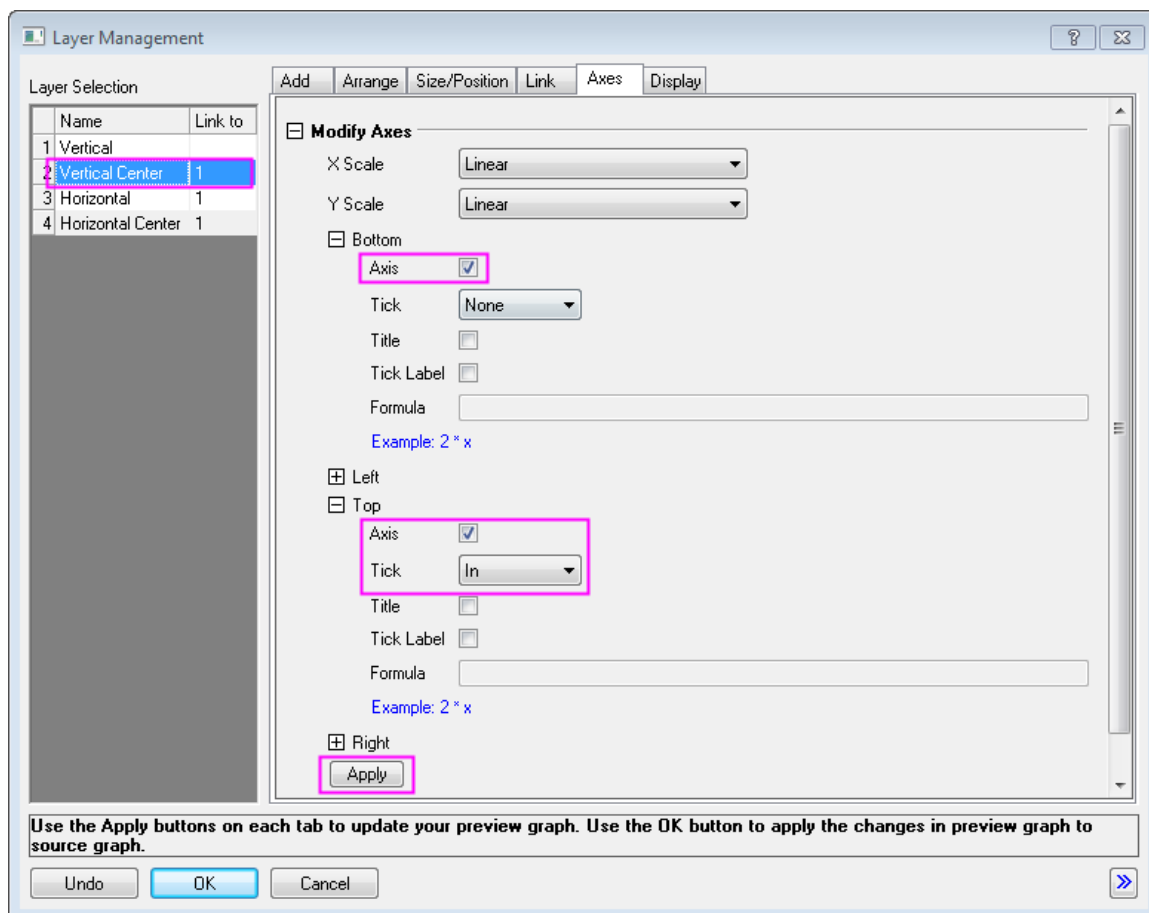 Layer Management
Layer Selection
Name Link to
1 Vertical
2 Vertical Center 1
3 Horizontal 1
4 Horizontal Center 1
Add Arrange Size/Position Link Axes Display
Modify Axes
X Scale Linear
Y Scale Linear
Bottom
Axis
Tick None
Title
Tick Label
Formula
Example: 2 * x
Left
Top
Axis
Tick In
Title
Tick Label
Formula
Example: 2 * x
Right
Apply
Use the Apply buttons on each tab to update your preview graph. Use the OK button to apply the changes in preview graph to
source graph.
Undo OK Cancel